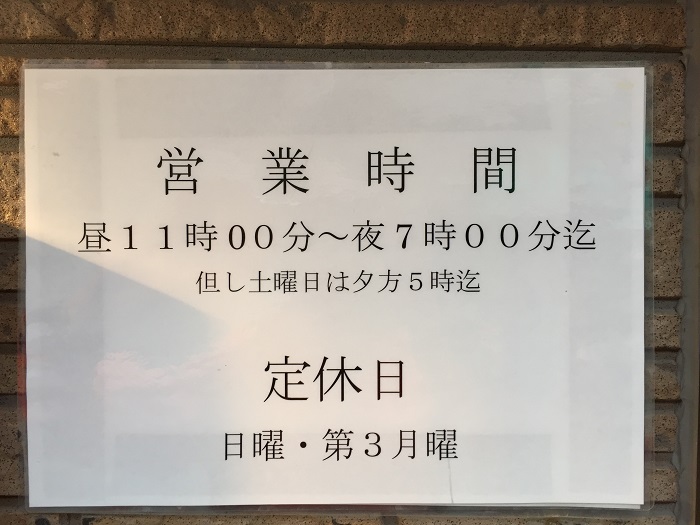 営業時間
昼１１時００分～夜７時００分迄
但し土曜日は夕方５時迄
定休日
日曜・第３月曜